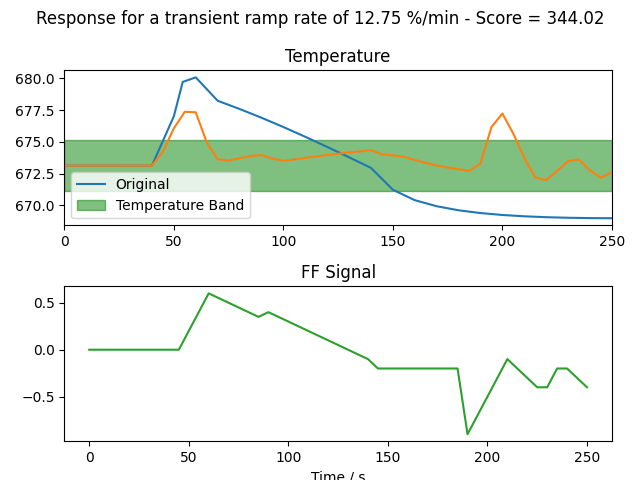 Response for a transient ramp rate of 12.75 %/min - Score = 344.02
Temperature
680.0
677.5
675.0
672.5
670.0
Original
Temperature Band
0 50 100 150 200 250
FF Signal
0.5
0.0
−0.5
0 50 100 150 200 250
Time / s